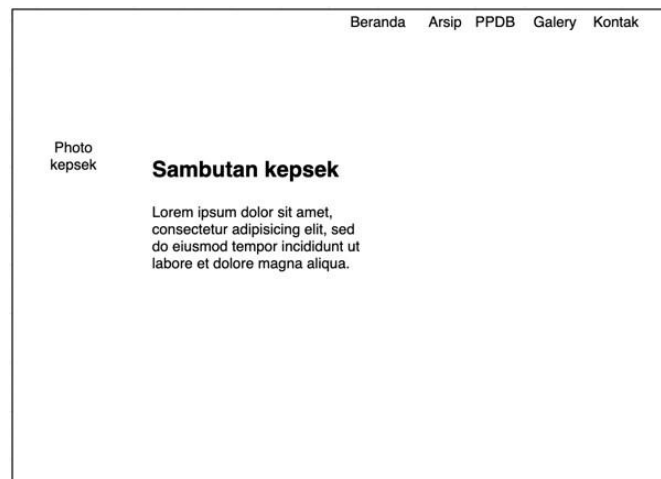 Beranda Arsip PPDB Galery Kontak
Photo
kepsek
Sambutan kepsek
Lorem ipsum dolor sit amet,
consectetur adipisicing elit, sed
do eiusmod tempor incididunt ut
labore et dolore magna aliqua.